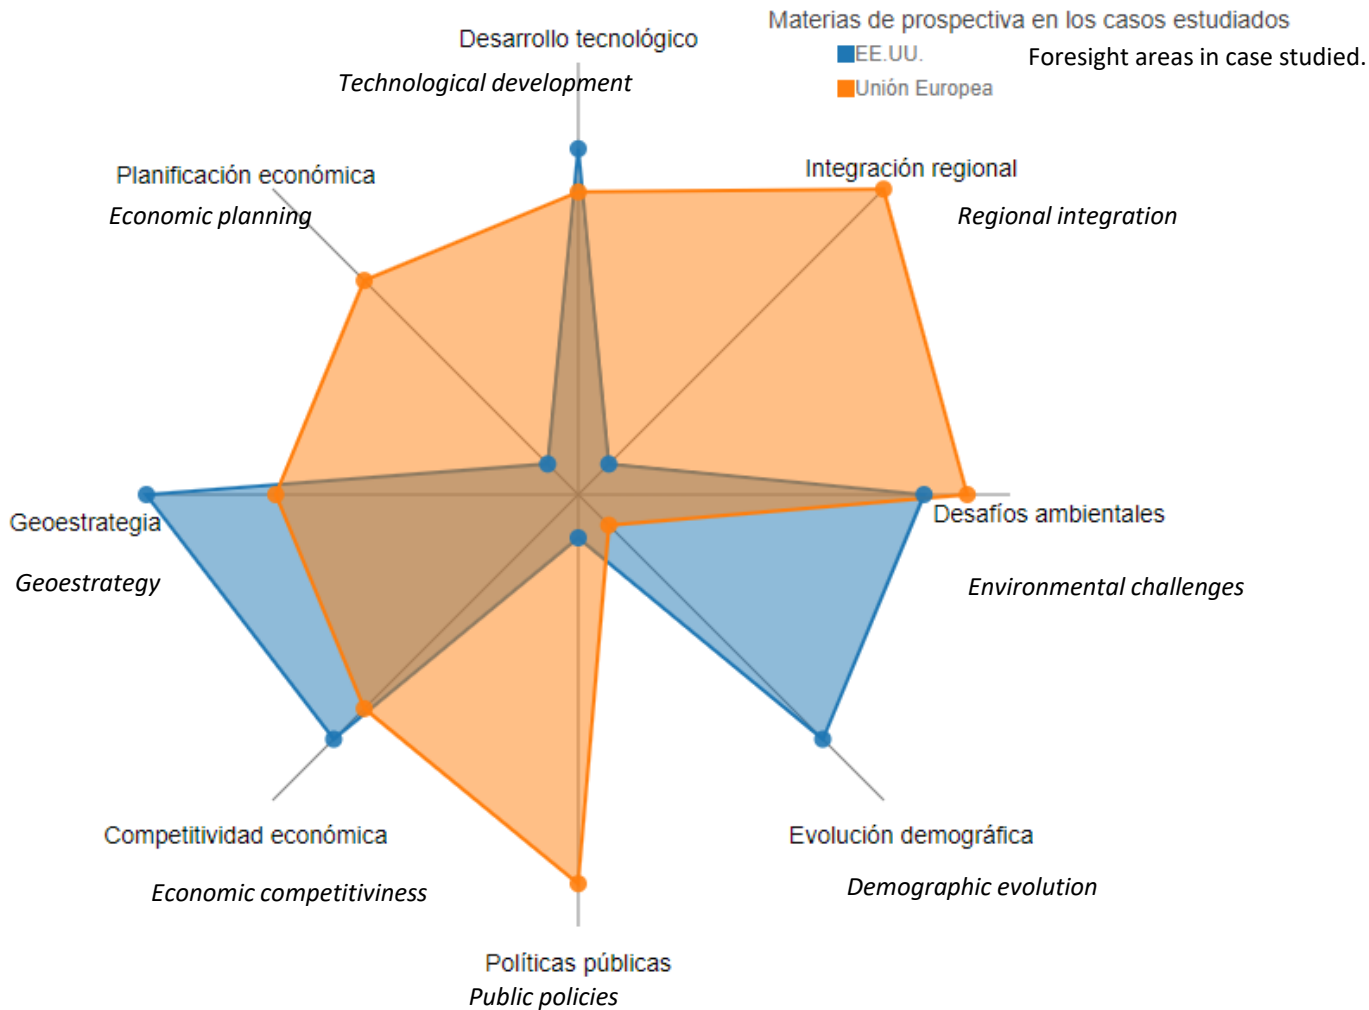 Materias de prospectiva en los casos estudiados
EE.UU.
Foresight areas in case studied.
Unión Europea
Desarrollo tecnológico
Technological development
Integración regional
Regional integration
Planificación económica
Economic planning
Geoestrategia
Geoestrategy
Desafíos ambientales
Environmental challenges
Competitividad económica
Economic competitiviness
Evolución demográfica
Demographic evolution
Políticas públicas
Public policies